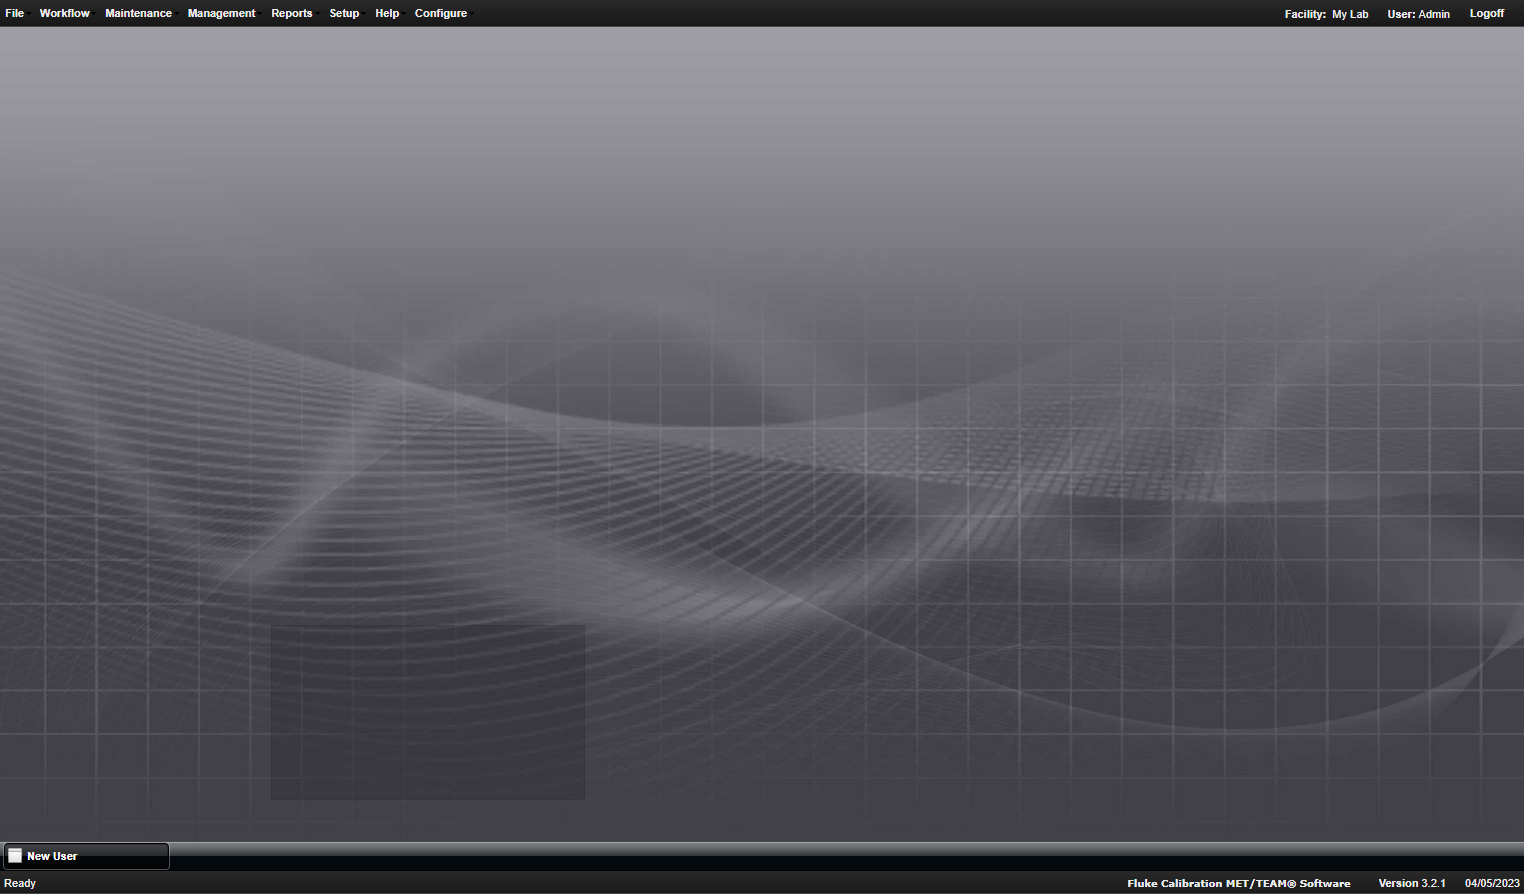 File Workflow Maintenance Management Reports Setup Help Configure Facility: My Lab User: Admin Logoff
New User
Ready Fluke Calibration MET/TEAM® Software Version 3.2.1 04/05/2023